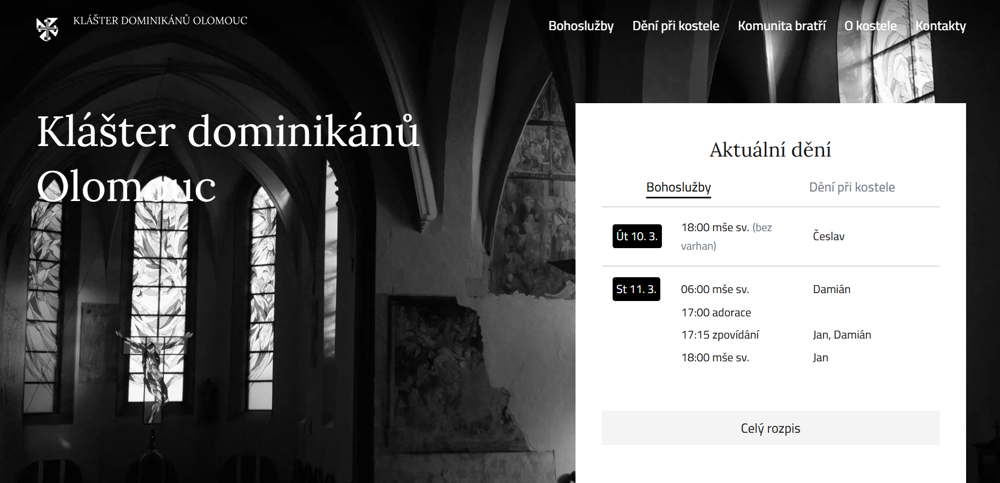 KLÁŠTER DOMINIKÁNŮ OLOMOUC
Bohoslužby Dění při kostele Komunita bratří O kostele Kontakty
Klášter dominikánů
Olomouc
Aktuální dění
Bohoslužby Dění při kostele
Út 10. 3. 18:00 mše sv. (bez
varhan) Česlav
St 11. 3. 06:00 mše sv. Damián
17:00 adorace
17:15 zpovídání Jan, Damián
18:00 mše sv. Jan
Celý rozpis